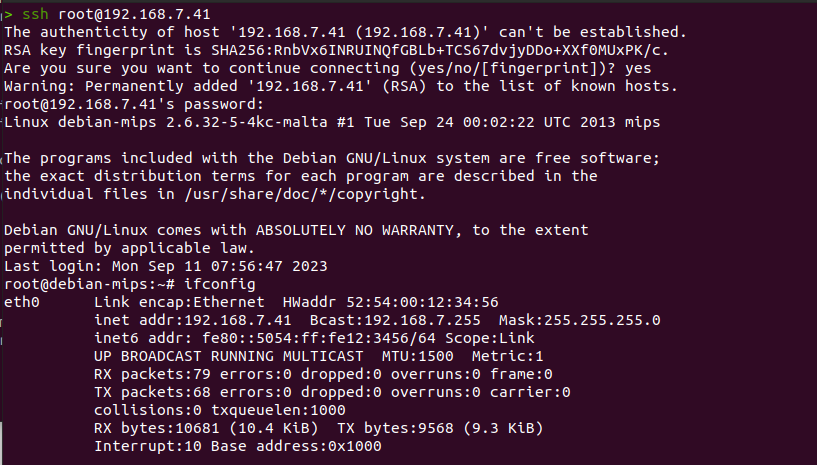 > ssh root@192.168.7.41
The authenticity of host '192.168.7.41 (192.168.7.41)' can't be established.
RSA key fingerprint is SHA256:RnbVx6INRUINQfGBLb+TCS67dvjyDDo+XXf0MUxPK/c.
Are you sure you want to continue connecting (yes/no/[fingerprint])? yes
Warning: Permanently added '192.168.7.41' (RSA) to the list of known hosts.
root@192.168.7.41's password:
Linux debian-mips 2.6.32-5-4kc-malta #1 Tue Sep 24 00:02:22 UTC 2013 mips
The programs included with the Debian GNU/Linux system are free software;
the exact distribution terms for each program are described in the
individual files in /usr/share/doc/*/copyright.
Debian GNU/Linux comes with ABSOLUTELY NO WARRANTY, to the extent
permitted by applicable law.
Last login: Mon Sep 11 07:56:47 2023
root@debian-mips:~# ifconfig
eth0      Link encap:Ethernet  HWaddr 52:54:00:12:34:56
          inet addr:192.168.7.41  Bcast:192.168.7.255  Mask:255.255.255.0
          inet6 addr: fe80::5054:ff:fe12:3456/64 Scope:Link
          UP BROADCAST RUNNING MULTICAST  MTU:1500  Metric:1
          RX packets:79 errors:0 dropped:0 overruns:0 frame:0
          TX packets:68 errors:0 dropped:0 overruns:0 carrier:0
          collisions:0 txqueuelen:1000
          RX bytes:10681 (10.4 KiB)  TX bytes:9568 (9.3 KiB)
          Interrupt:10 Base address:0x1000